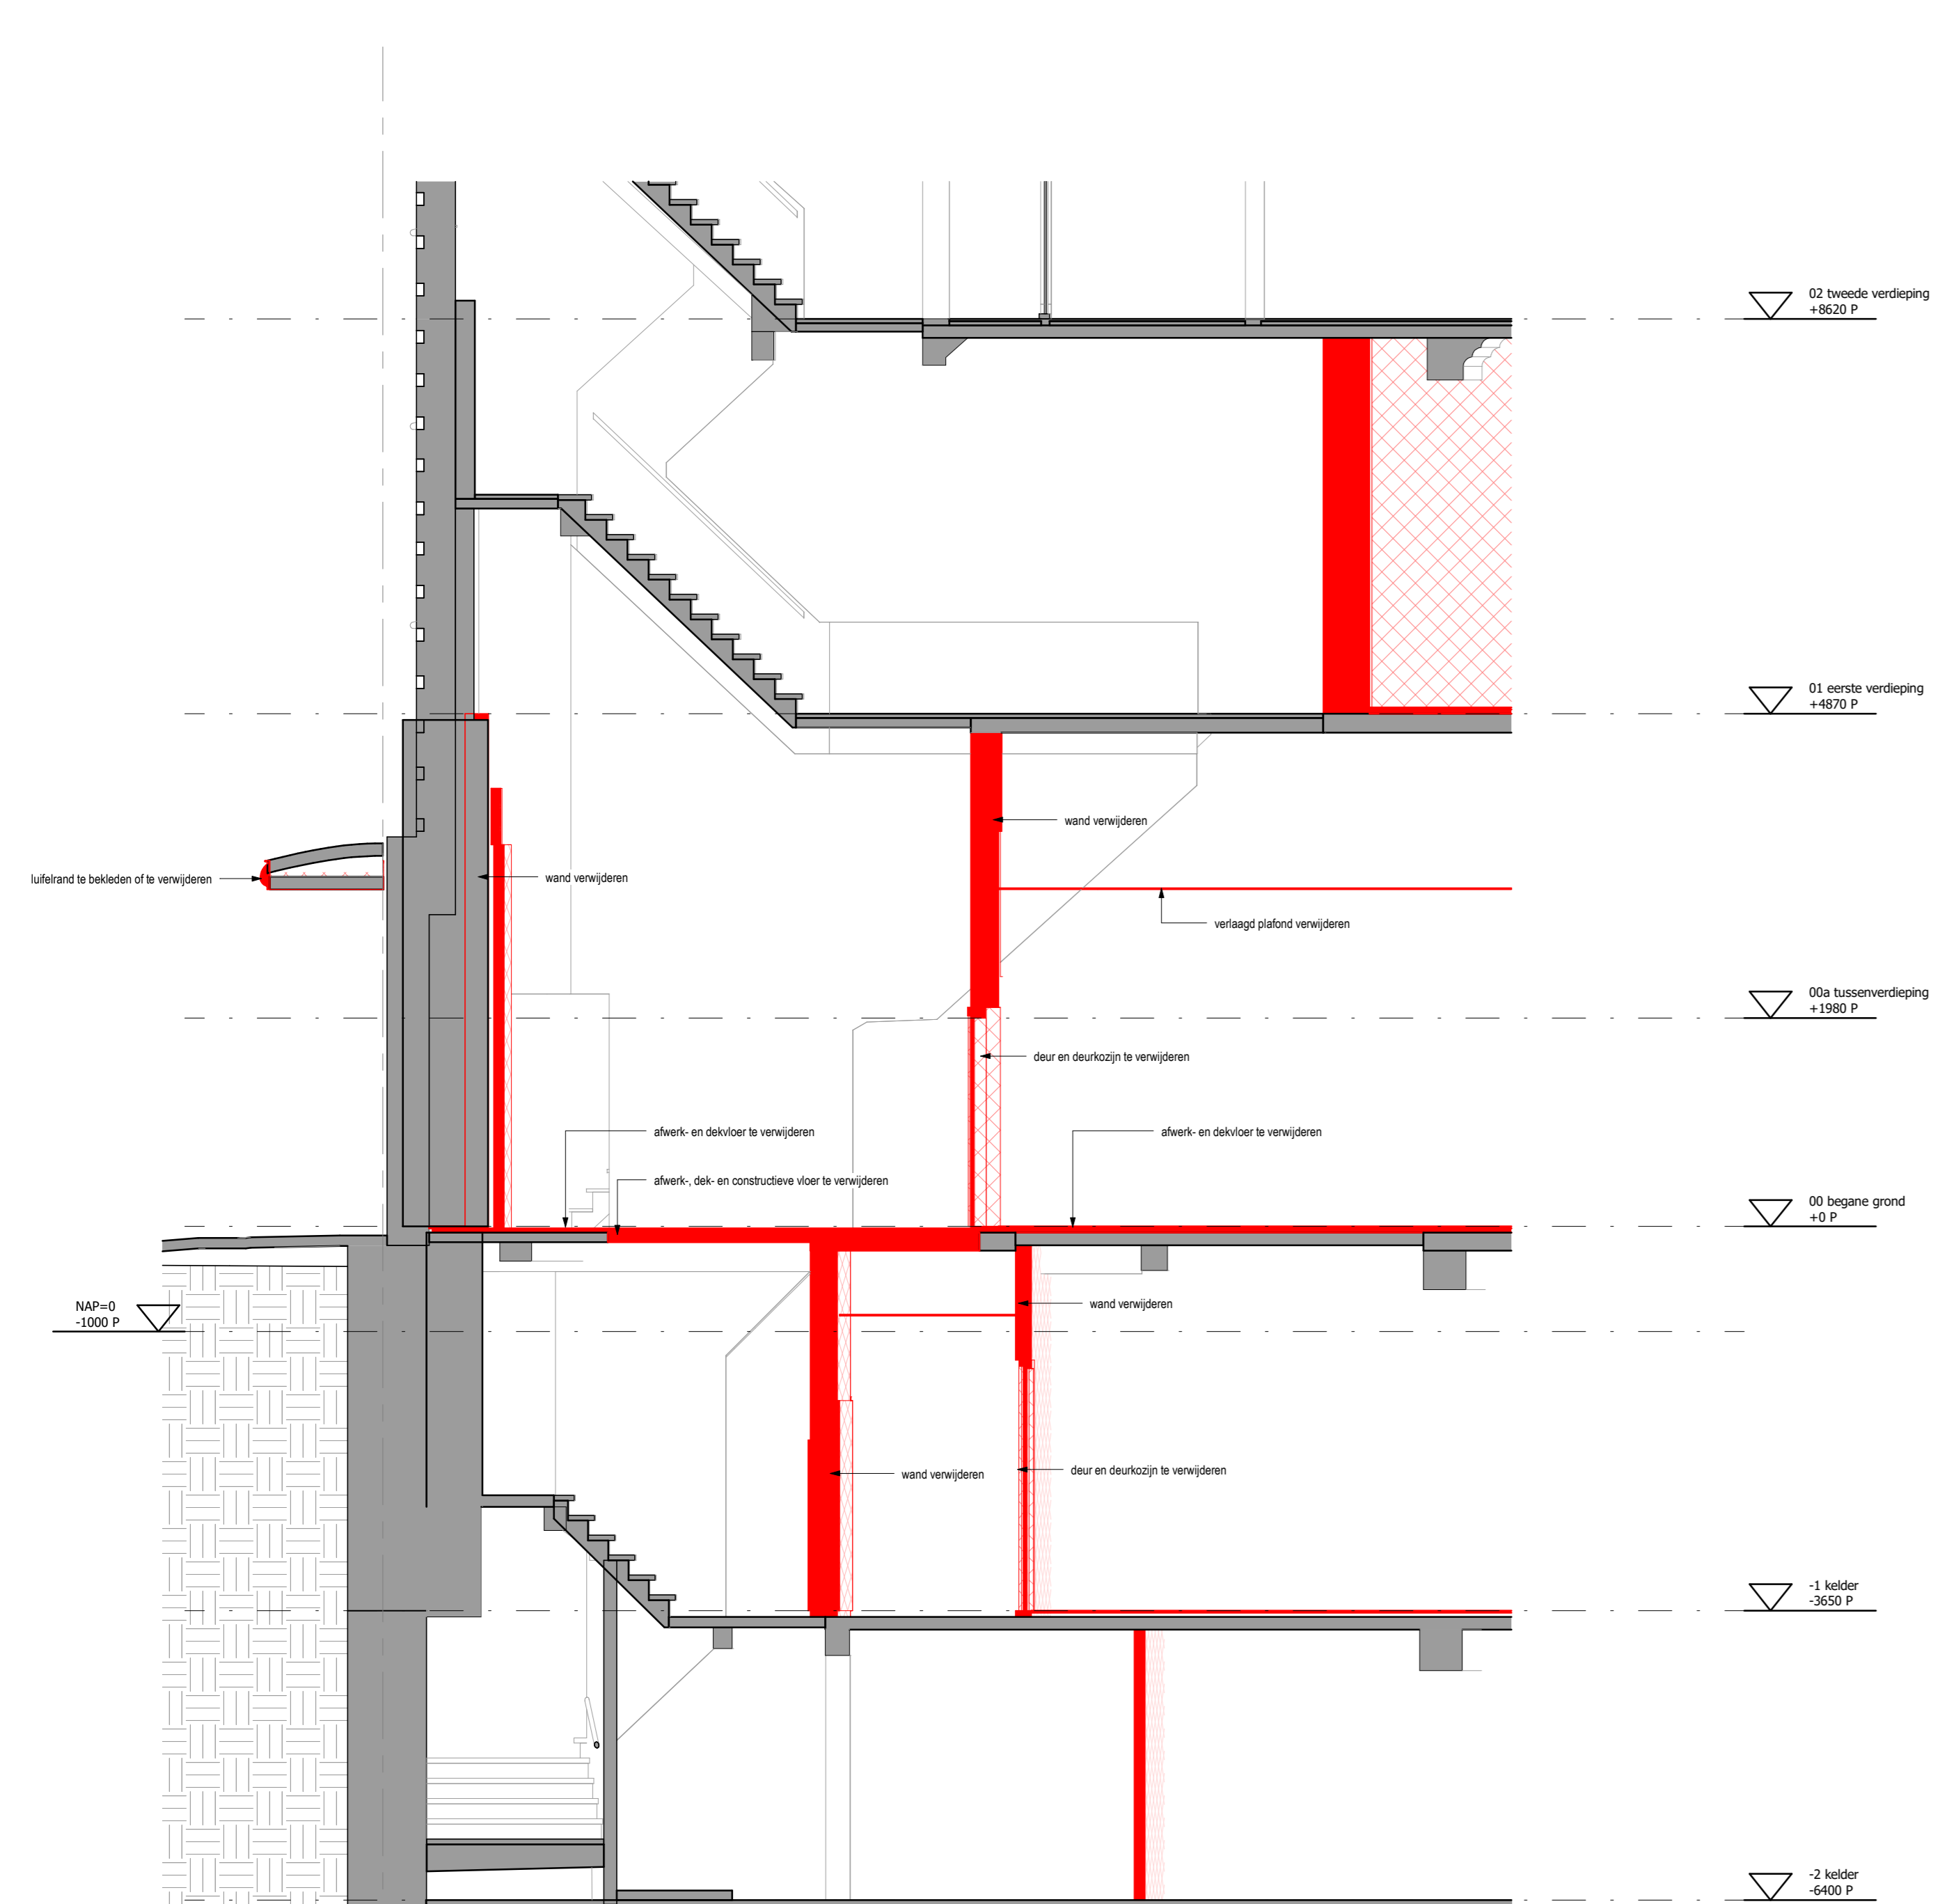 02 tweede verdieping
+8620 P
01 eerste verdieping
+4870 P
wand verwijderen
luifelrand te bekleden of te verwijderen
wand verwijderen
verlaagd plafond verwijderen
00a tussenverdieping
+1980 P
deur en deurkozijn te verwijderen
afwerk- en dekvloer te verwijderen
afwerk- en dekvloer te verwijderen
afwerk-, dek- en constructieve vloer te verwijderen
00 begane grond
+0 P
NAP=0
-1000 P
wand verwijderen
wand verwijderen
deur en deurkozijn te verwijderen
-1 kelder
-3650 P
-2 kelder
-6400 P